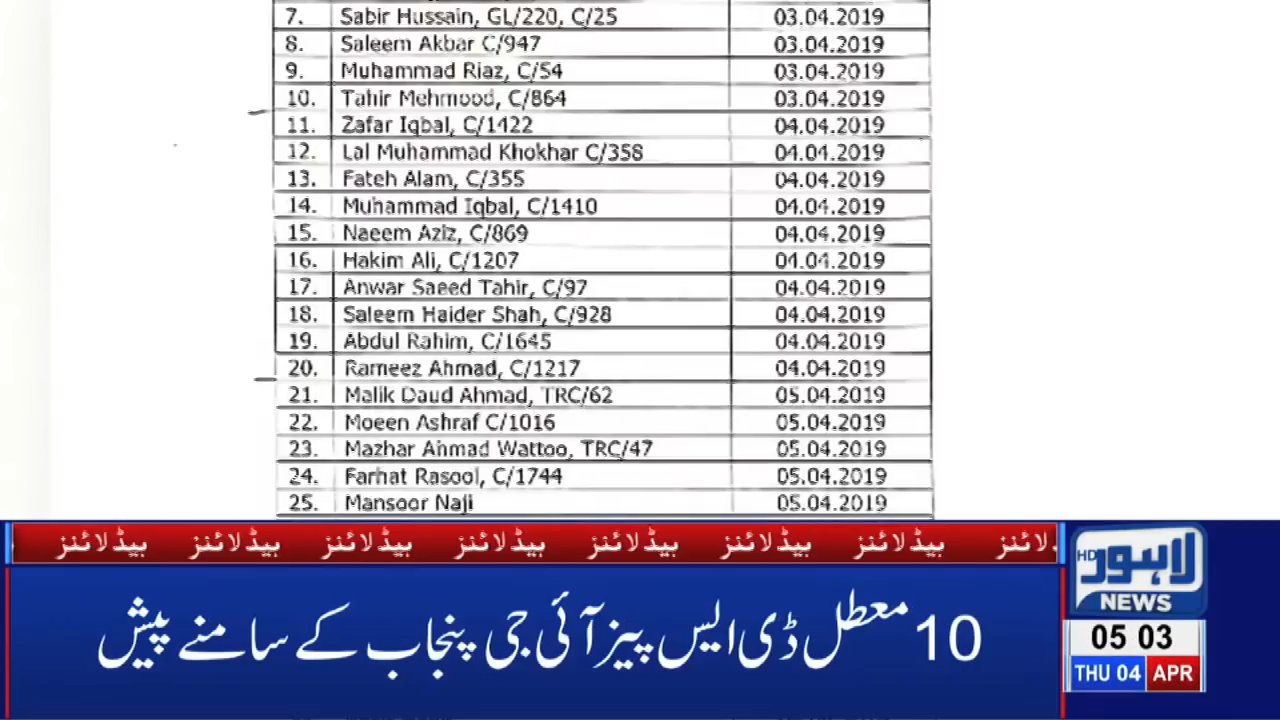 7. Sabir Hussain, GL/220, C/25 03.04.2019
8. Saleem Akbar C/947 03.04.2019
9. Muhammad Riaz, C/54 03.04.2019
10. Tahir Mehmood, C/864 03.04.2019
11. Zafar Iqbal, C/1422 04.04.2019
12. Lal Muhammad Khokhar C/358 04.04.2019
13. Fateh Alam, C/355 04.04.2019
14. Muhammad Iqbal, C/1410 04.04.2019
15. Naeem Aziz, C/869 04.04.2019
16. Hakim Ali, C/1207 04.04.2019
17. Anwar Saeed Tahir, C/97 04.04.2019
18. Saleem Haider Shah, C/928 04.04.2019
19. Abdul Rahim, C/1645 04.04.2019
20. Rameez Ahmad, C/1217 04.04.2019
21. Malik Daud Ahmad, TRC/62 05.04.2019
22. Moeen Ashraf C/1016 05.04.2019
23. Mazhar Ahmad Wattoo, TRC/47 05.04.2019
24. Farhat Rasool, C/1744 05.04.2019
25. Mansoor Naji 05.04.2019
ہیڈلائنز ہیڈلائنز ہیڈلائنز ہیڈلائنز ہیڈلائنز ہیڈلائنز ہیڈلائنز لائنز
10 معطل ڈی ایس پیز آئی جی پنجاب کے سامنے پیش
لاہور HD
NEWS
05 03
THU 04 APR